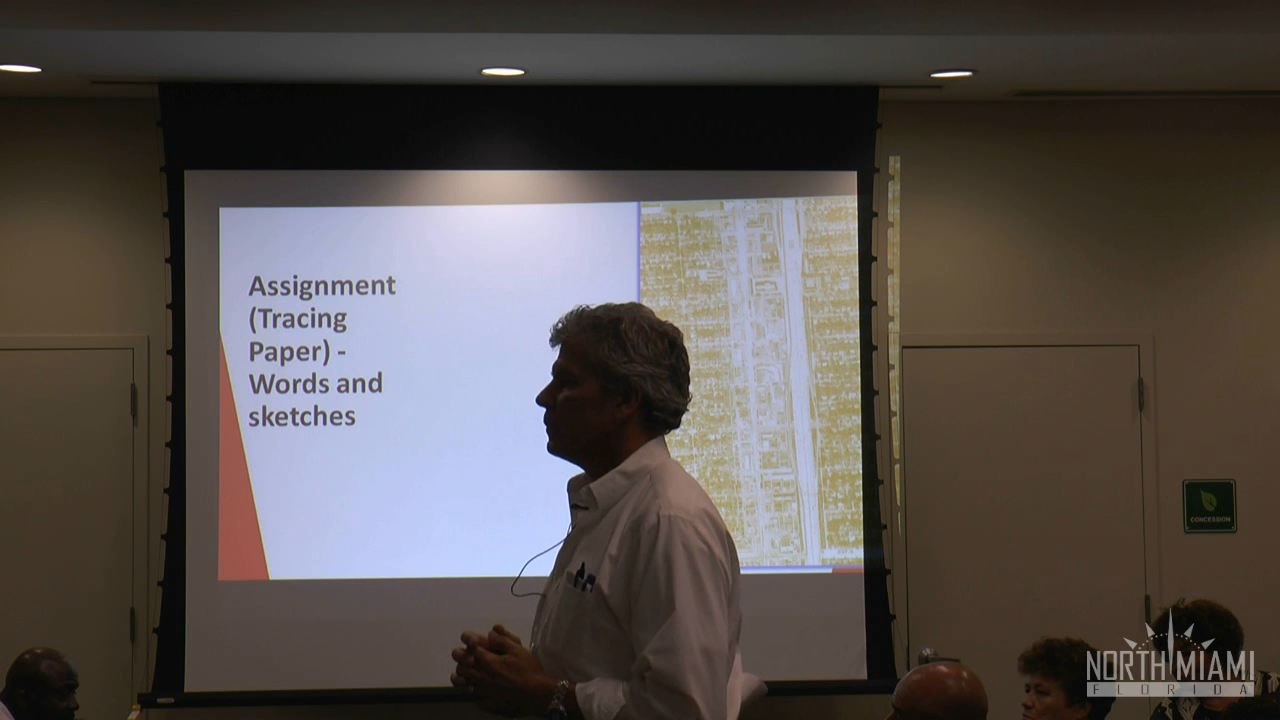 Assignment
(Tracing
Paper) -
Words and
sketches
CONCESSION
NORTH MIAMI
FLORIDA